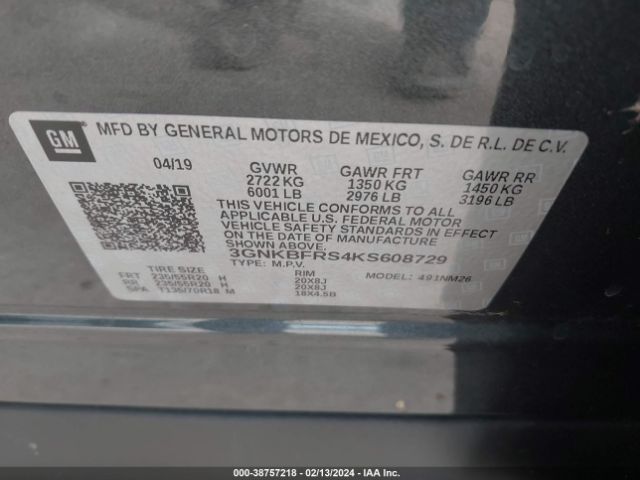 GM
MFD BY GENERAL MOTORS DE MEXICO, S. DE R.L. DE C.V.
04/19 GVWR GAWR FRT GAWR RR
2722 KG 1350 KG 1450 KG
6001 LB 2976 LB 3196 LB
THIS VEHICLE CONFORMS TO ALL
APPLICABLE U.S. FEDERAL MOTOR
VEHICLE SAFETY STANDARDS IN
EFFECT ON THE DATE OF MANUFACTURE
SHOWN ABOVE.
3GNKBFRS4KS608729
TYPE: M.P.V. MODEL: 491NM26
TIRE SIZE RIM
FRT 235/55R20 H 20X8J
RR 235/55R20 H 20X8J
SPA T135/70R18 M 18X4.5B
000-38757218 - 02/13/2024 - IAA Inc.